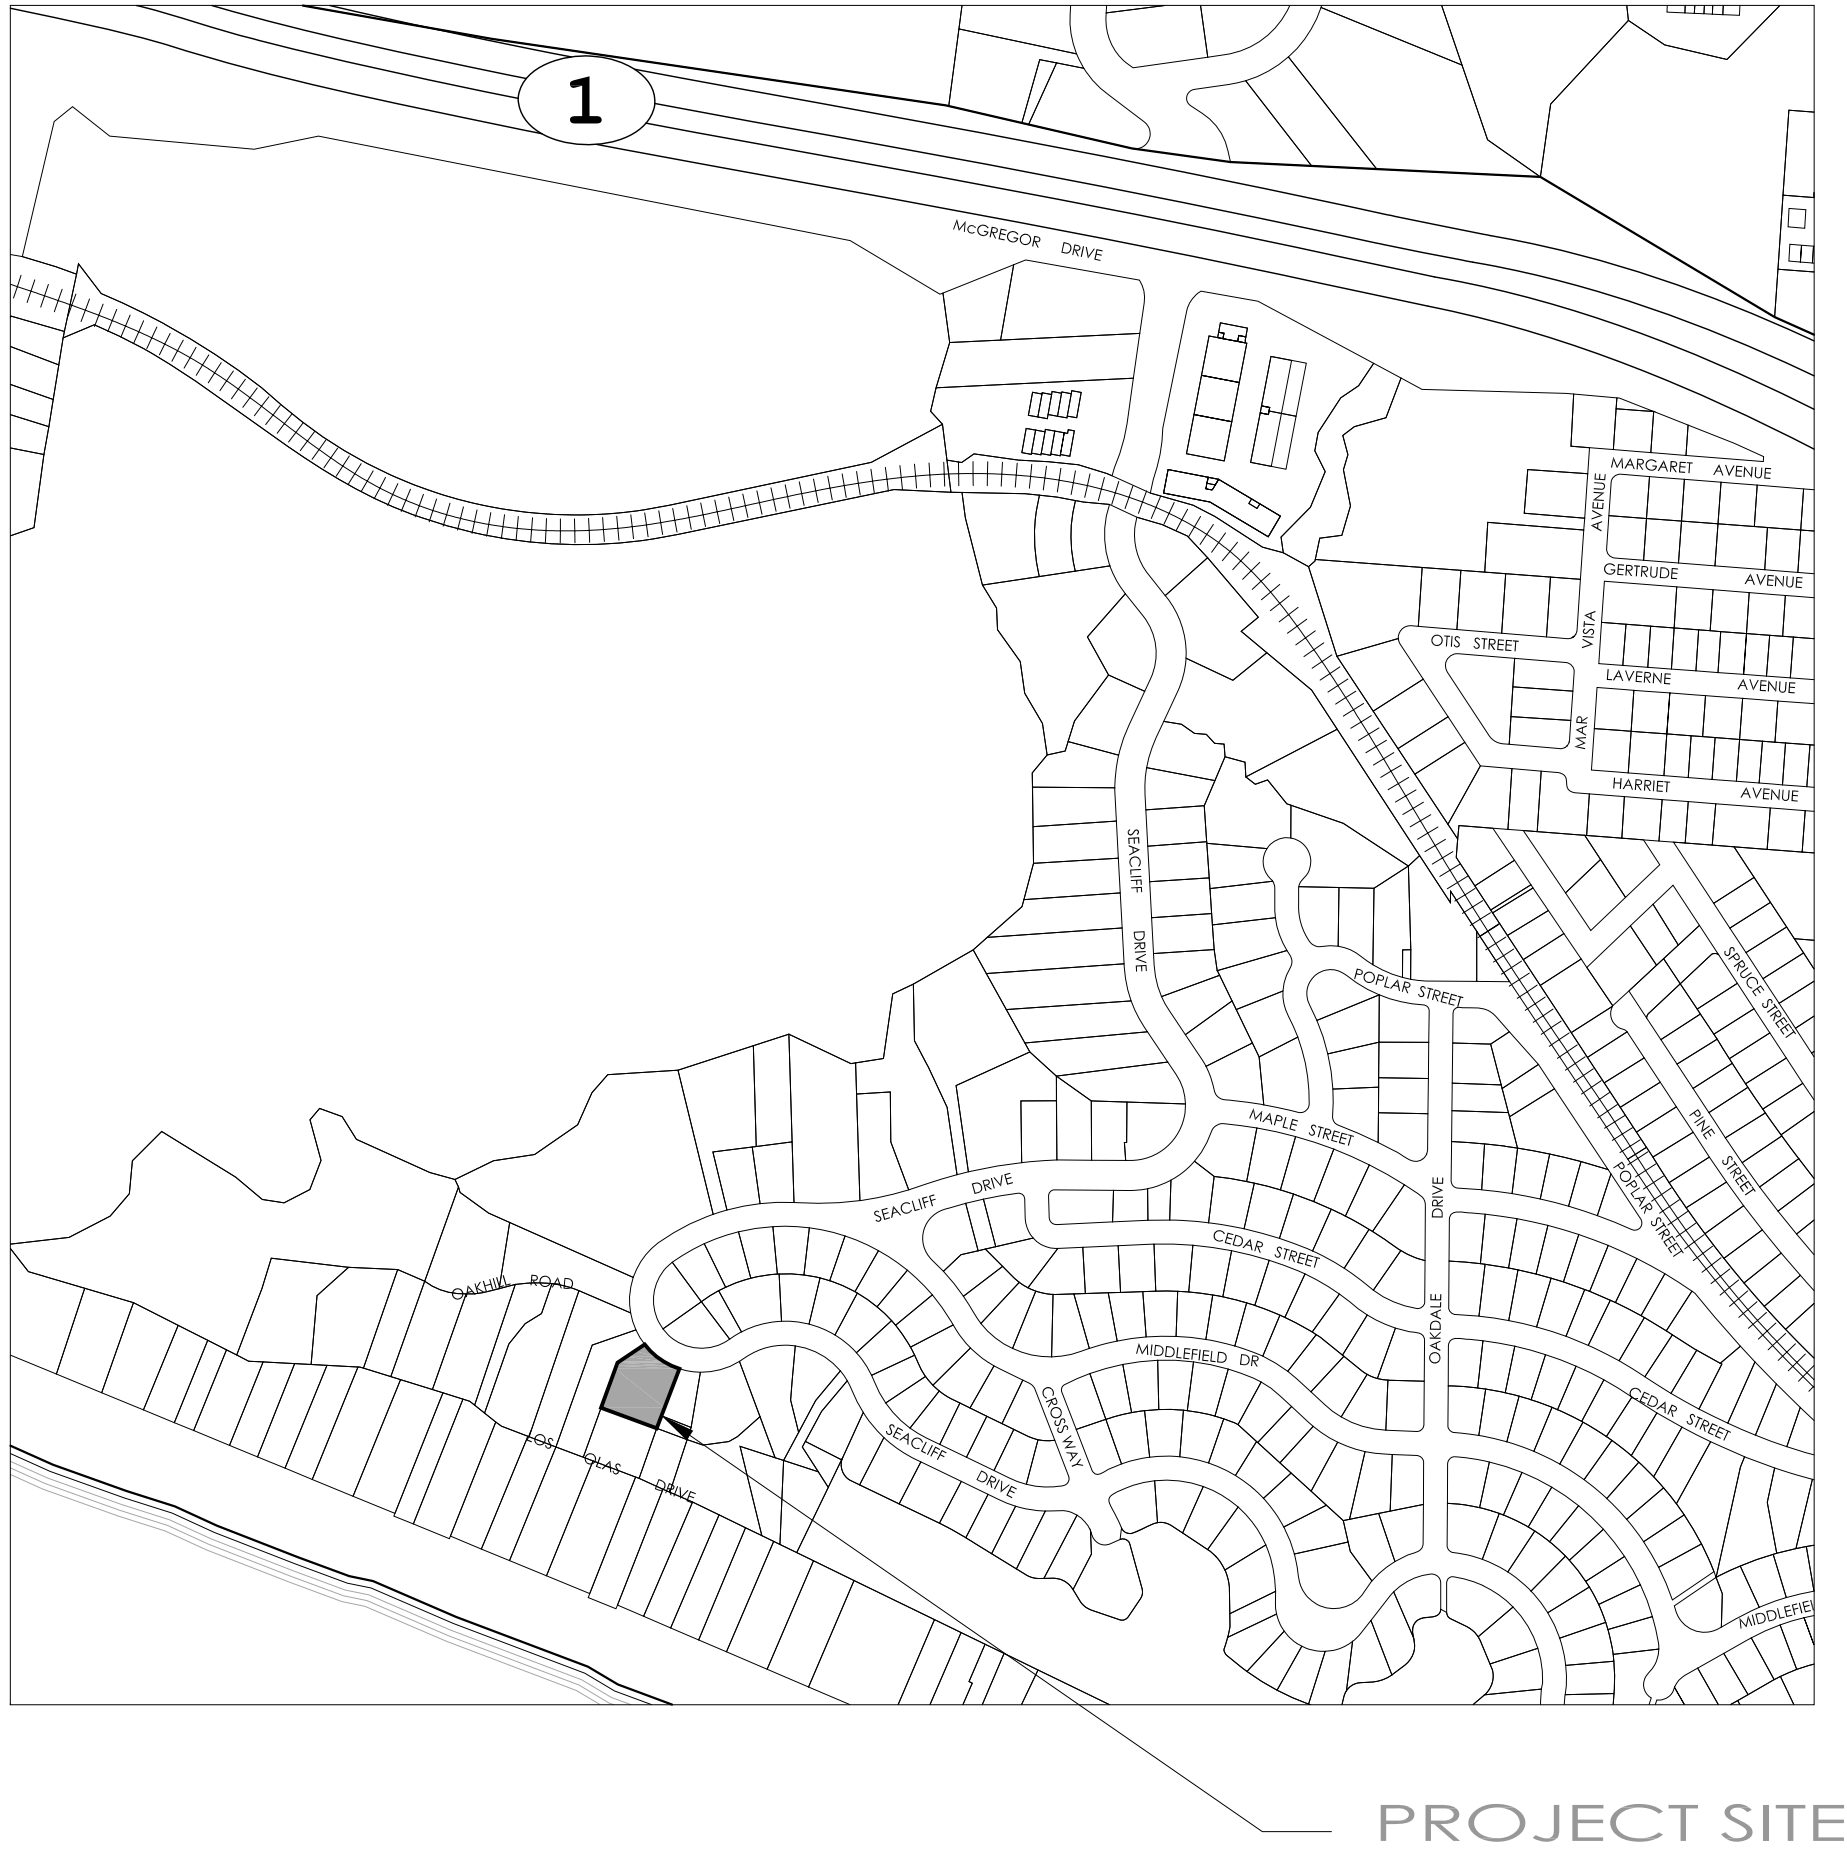 1
McGREGOR DRIVE
MARGARET AVENUE
AVENUE
GERTRUDE AVENUE
VISTA
OTIS STREET
LAVERNE AVENUE
MAR
HARRIET AVENUE
SEACLIFF DRIVE
POPLAR STREET
SPRUCE STREET
MAPLE STREET
PINE STREET
SEACLIFF DRIVE
DRIVE
POPLAR STREET
CEDAR STREET
OAKHILL ROAD
OAKDALE
MIDDLEFIELD DR
CROSS WAY
CEDAR STREET
SEACLIFF DRIVE
LOS OLAS DRIVE
MIDDLEFIEL
PROJECT SITE